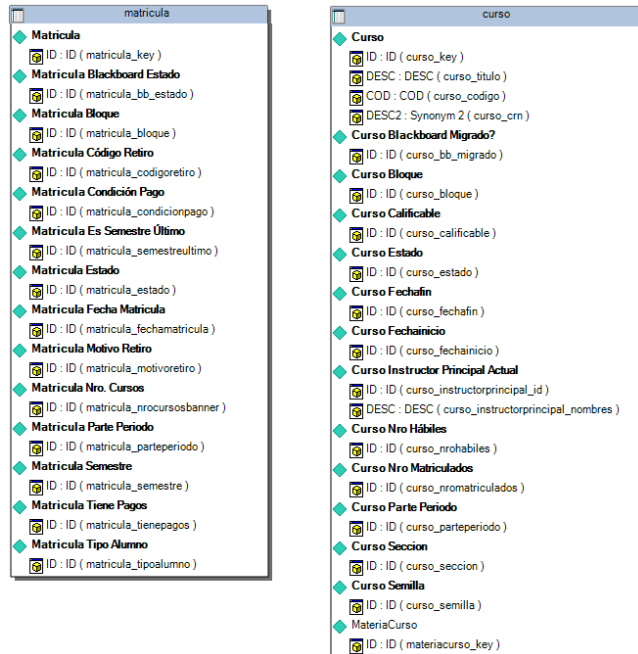 matricula
Matricula
ID : ID ( matricula_key )
Matricula Blackboard Estado
ID : ID ( matricula_bb_estado )
Matricula Bloque
ID : ID ( matricula_bloque )
Matricula Código Retiro
ID : ID ( matricula_codigoretiro )
Matricula Condición Pago
ID : ID ( matricula_condicionpago )
Matricula Es Semestre Último
ID : ID ( matricula_semestreultimo )
Matricula Estado
ID : ID ( matricula_estado )
Matricula Fecha Matricula
ID : ID ( matricula_fechamatricula )
Matricula Motivo Retiro
ID : ID ( matricula_motivoretiro )
Matricula Nro. Cursos
ID : ID ( matricula_nrocursosbanner )
Matricula Parte Periodo
ID : ID ( matricula_parteperiodo )
Matricula Semestre
ID : ID ( matricula_semestre )
Matricula Tiene Pagos
ID : ID ( matricula_tienepagos )
Matricula Tipo Alumno
ID : ID ( matricula_tipoalumno )
curso
Curso
ID : ID ( curso_key )
DESC : DESC ( curso_titulo )
COD : COD ( curso_codigo )
DESC2 : Synonym 2 ( curso_crn )
Curso Blackboard Migrado?
ID : ID ( curso_bb_migrado )
Curso Bloque
ID : ID ( curso_bloque )
Curso Calificable
ID : ID ( curso_calificable )
Curso Estado
ID : ID ( curso_estado )
Curso Fechafin
ID : ID ( curso_fechafin )
Curso Fechainicio
ID : ID ( curso_fechainicio )
Curso Instructor Principal Actual
ID : ID ( curso_instructorprincipal_id )
DESC : DESC ( curso_instructorprincipal_nombres )
Curso Nro Hábiles
ID : ID ( curso_nrohabiles )
Curso Nro Matriculados
ID : ID ( curso_nromatriculados )
Curso Parte Periodo
ID : ID ( curso_parteperiodo )
Curso Seccion
ID : ID ( curso_seccion )
Curso Semilla
ID : ID ( curso_semilla )
MateriaCurso
ID : ID ( materiacurso_key )